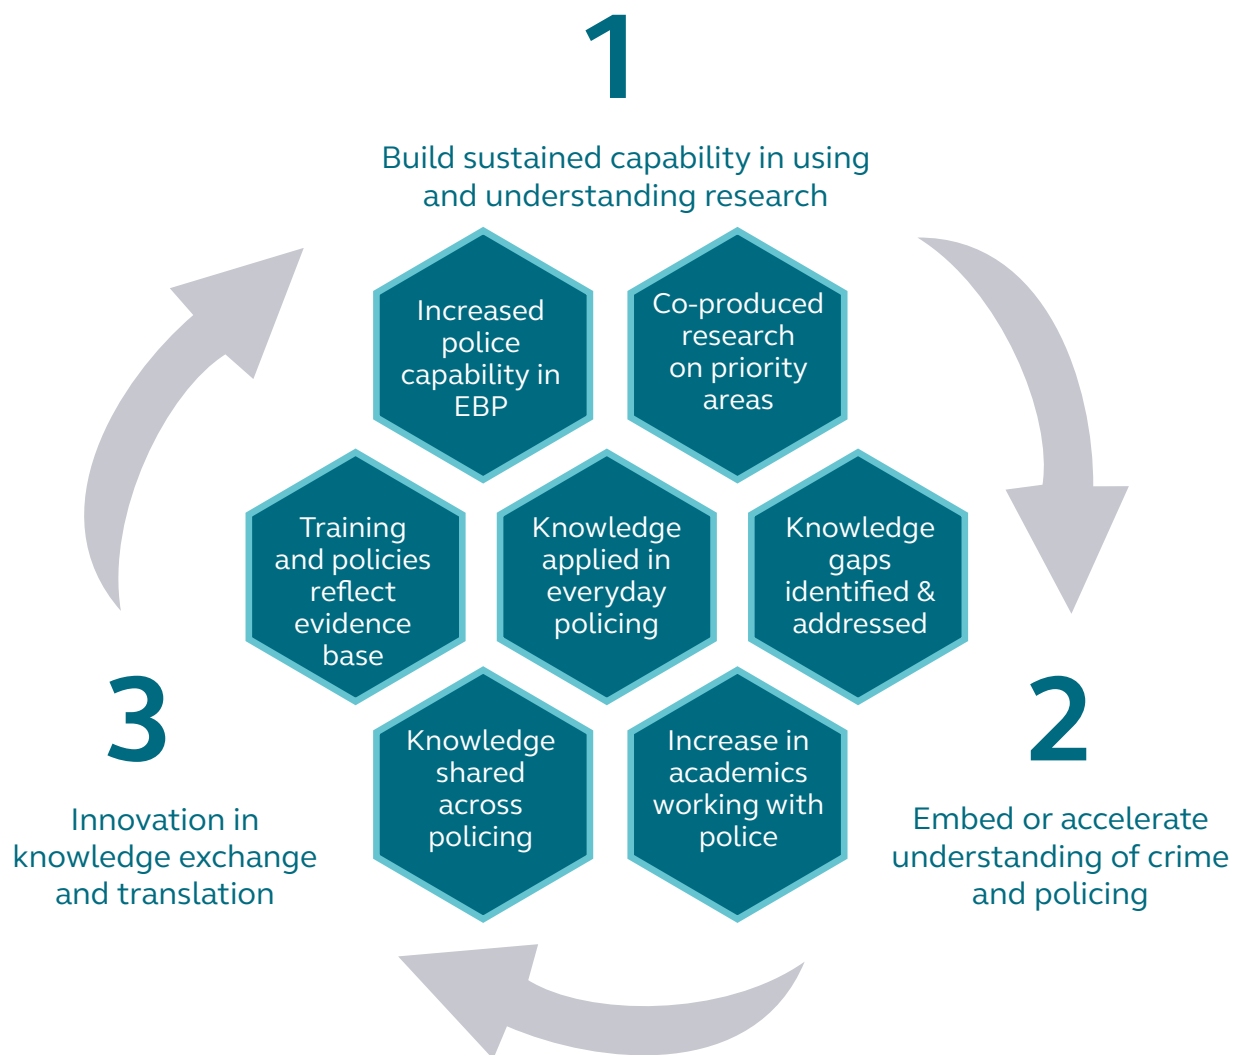 1
Build sustained capability in using
and understanding research
Increased
police
capability in
EBP
Co-produced
research
on priority
areas
Training
and policies
reflect
evidence
base
Knowledge
applied in
everyday
policing
Knowledge
gaps
identified &
addressed
Knowledge
shared
across
policing
Increase in
academics
working with
police
3
Innovation in
knowledge exchange
and translation
2
Embed or accelerate
understanding of crime
and policing